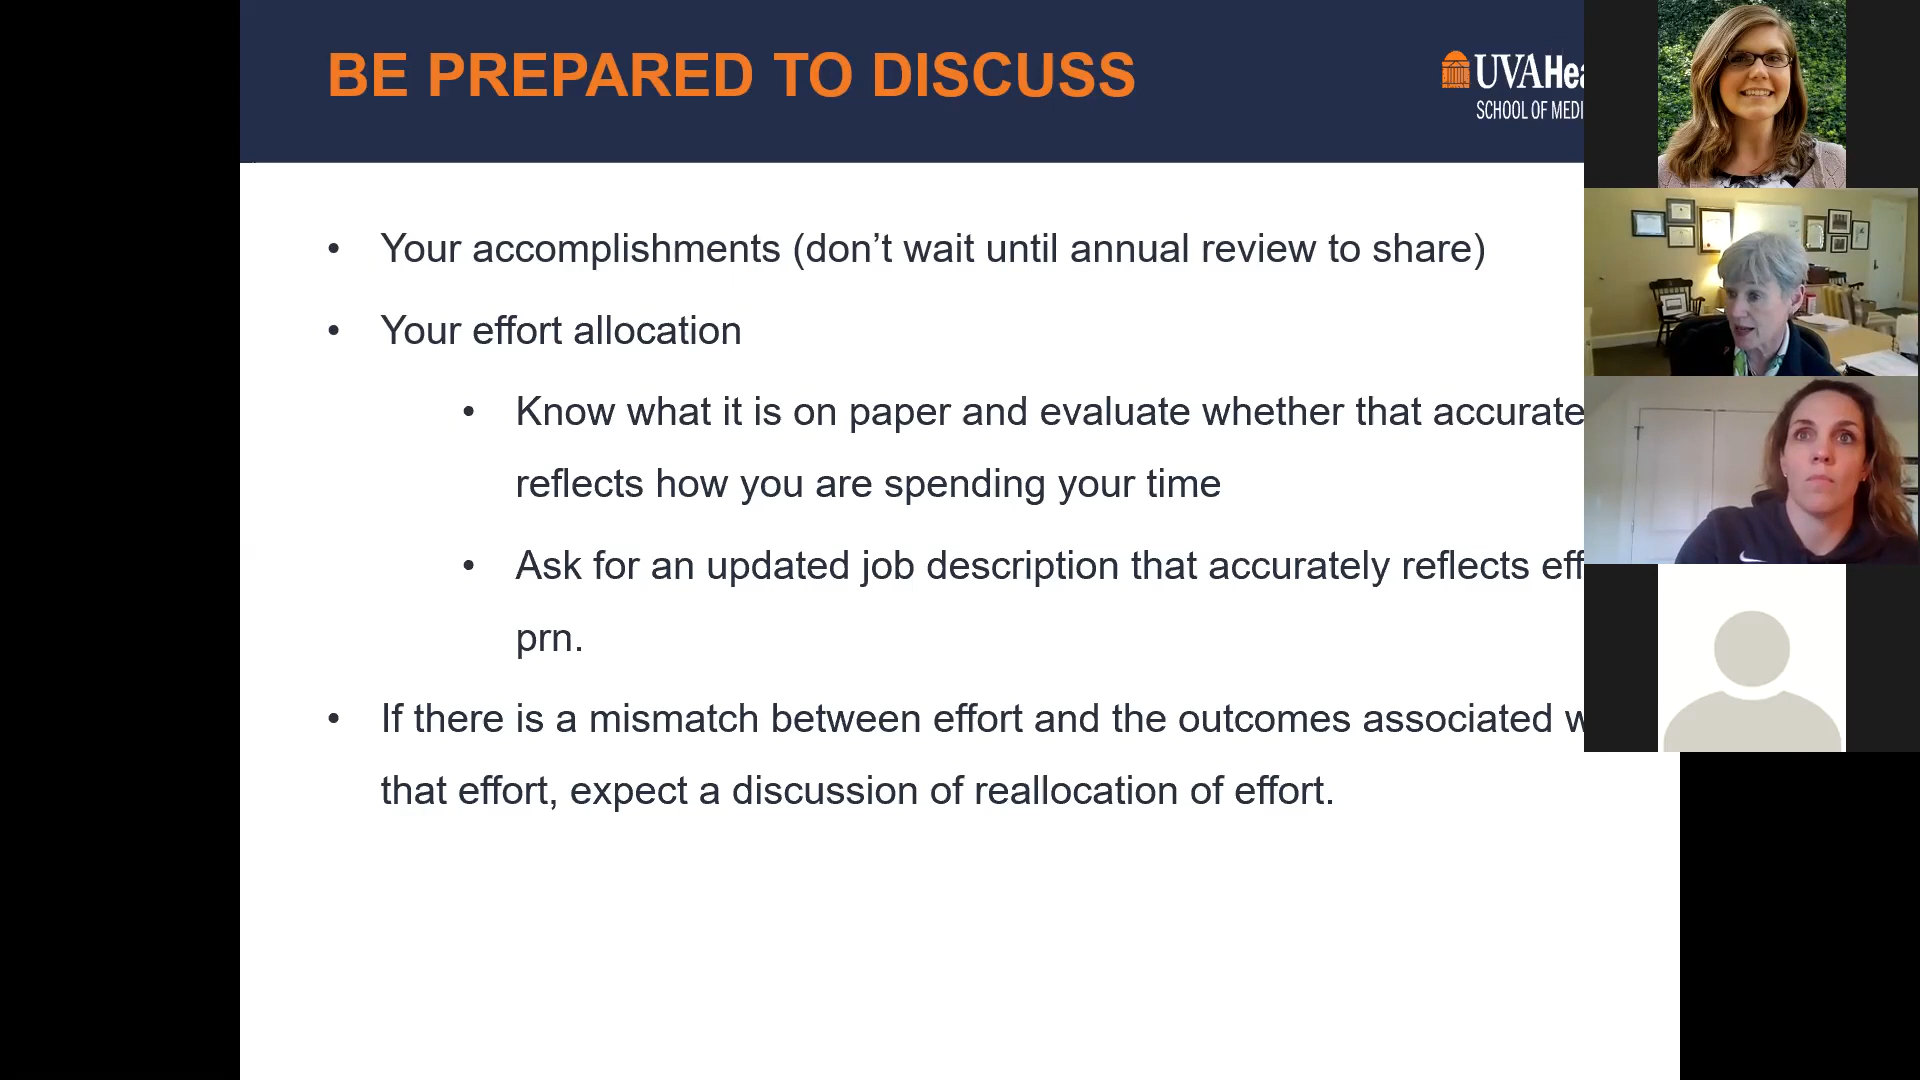 BE PREPARED TO DISCUSS
UVAHea
SCHOOL OF MEDI
• Your accomplishments (don’t wait until annual review to share)
• Your effort allocation
• Know what it is on paper and evaluate whether that accurate
reflects how you are spending your time
• Ask for an updated job description that accurately reflects eff
prn.
• If there is a mismatch between effort and the outcomes associated w
that effort, expect a discussion of reallocation of effort.